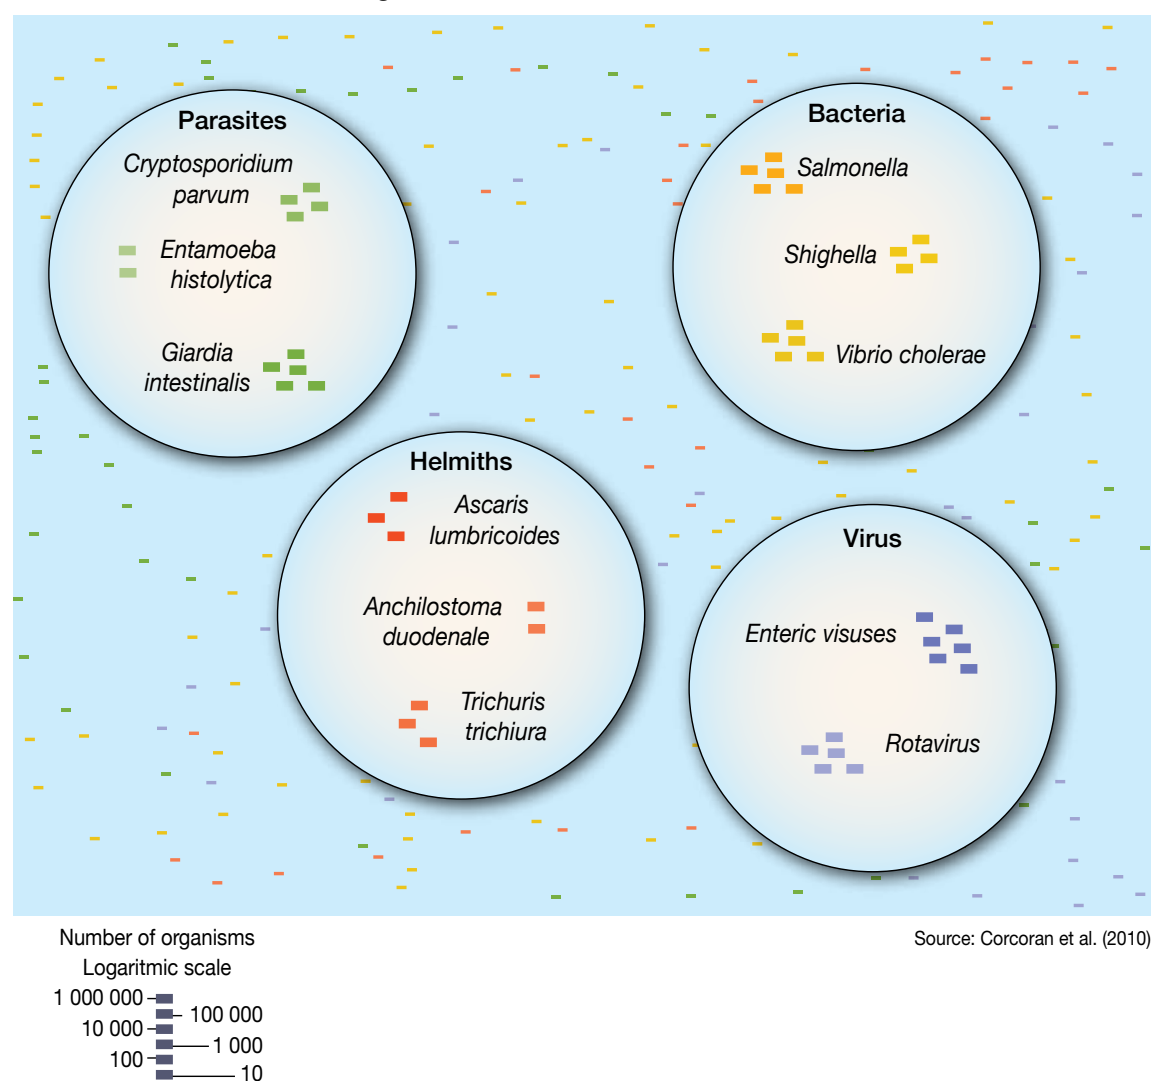 Parasites
Cryptosporidium
parvum
Entamoeba
histolytica
Giardia
intestinalis
Bacteria
Salmonella
Shighella
Vibrio cholerae
Helmiths
Ascaris
lumbricoides
Anchilostoma
duodenale
Trichuris
trichiura
Virus
Enteric visuses
Rotavirus
Number of organisms
Logaritmic scale
1 000 000
100 000
10 000
1 000
100
10
Source: Corcoran et al. (2010)